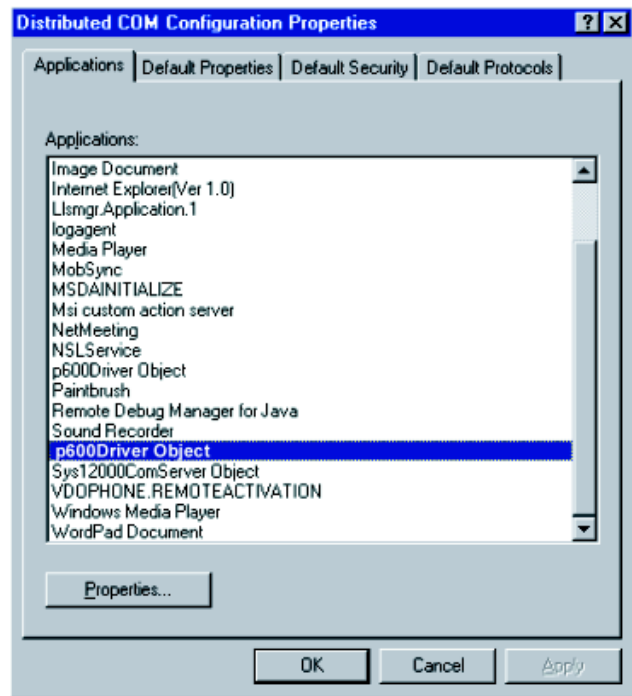 Distributed COM Configuration Properties
Applications Default Properties Default Security Default Protocols
Applications:
Image Document
Internet Explorer(Ver 1.0)
Llsmgr.Application.1
logagent
Media Player
MobSync
MSDAINITIALIZE
Msi custom action server
NetMeeting
NSLService
p600Driver Object
Paintbrush
Remote Debug Manager for Java
Sound Recorder
p600Driver Object
Sys12000ComServer Object
VDOPHONE.REMOTEACTIVATION
Windows Media Player
WordPad Document
Properties...
OK Cancel Apply